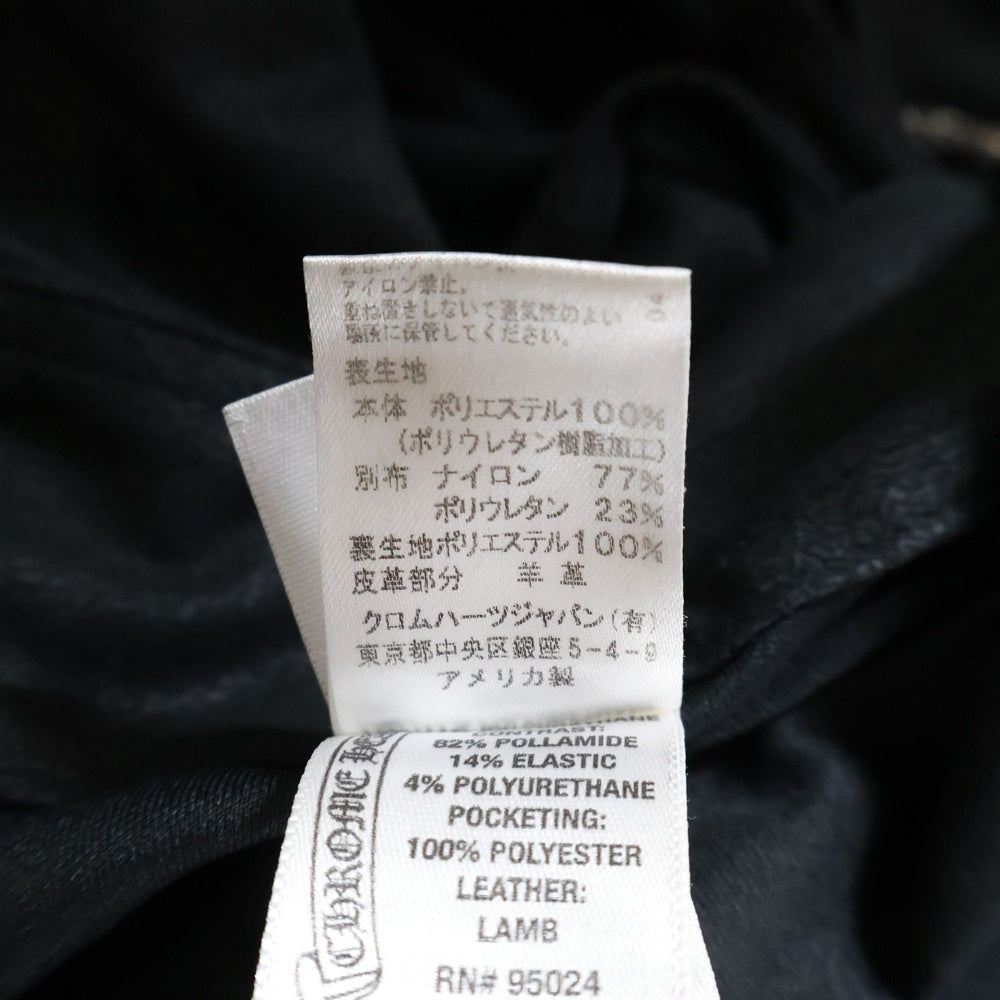 アイロン禁止。
重ね置きしないで通気性のよい
場所に保管してください。
表生地
本体 ポリエステル100%
(ポリウレタン樹脂加工)
別布 ナイロン 77%
ポリウレタン 23%
裏生地ポリエステル100%
皮革部分 羊革
クロムハーツジャパン(有)
東京都中央区銀座5-4-9
アメリカ製
CONTRAST:
82% POLLAMIDE
14% ELASTIC
4% POLYURETHANE
POCKETING:
100% POLYESTER
LEATHER:
LAMB
RN# 95024
CHROME